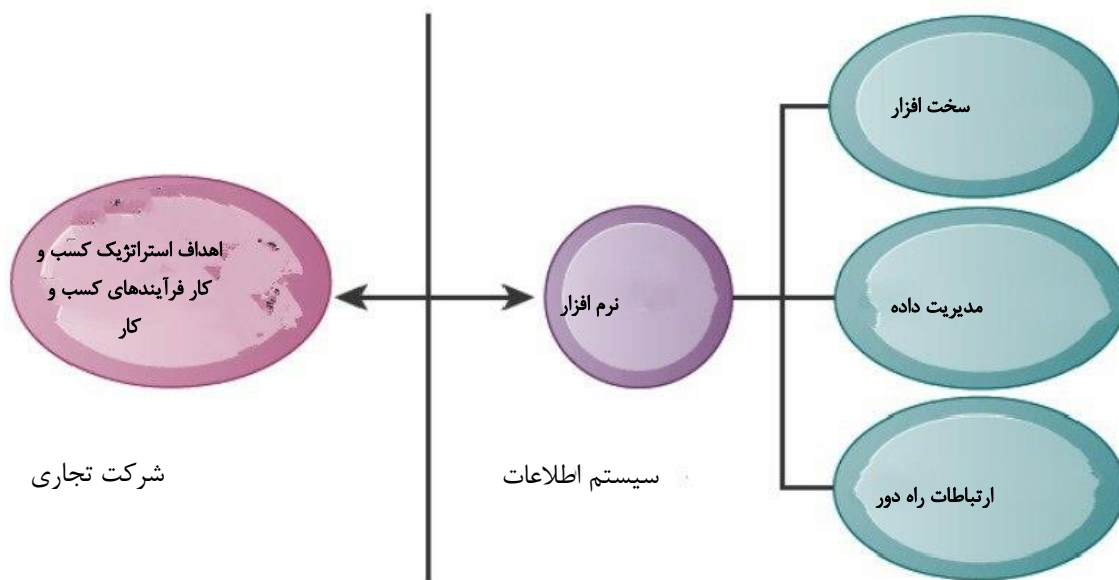 سخت افزار
اهداف استراتژیک کسب و
کار فرآیندهای کسب و
کار
نرم افزار
مدیریت داده
ارتباطات راه دور
سیستم اطلاعات
شرکت تجاری